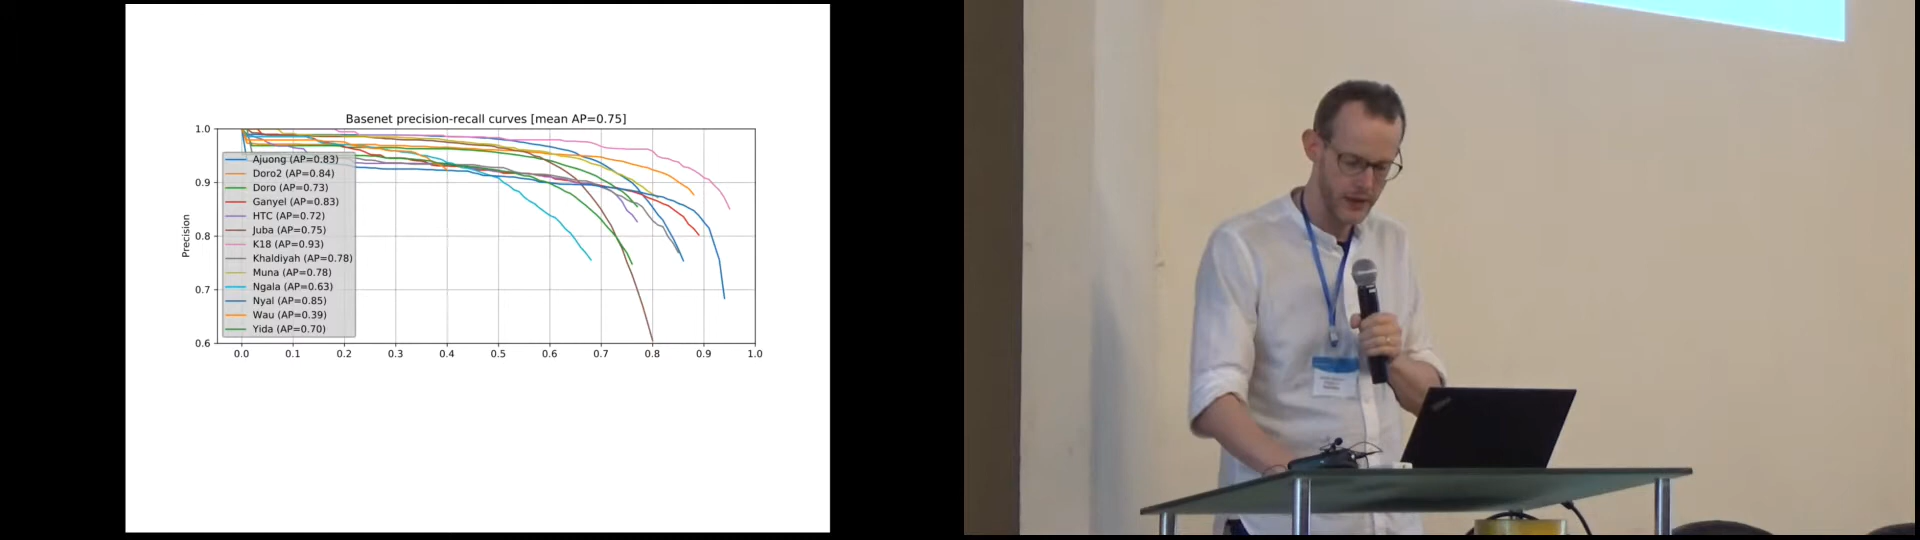 Basenet precision-recall curves [mean AP=0.75]
1.0
0.9
0.8
0.7
0.6
Precision
Ajuong (AP=0.83)
Doro2 (AP=0.84)
Doro (AP=0.73)
Ganyel (AP=0.83)
HTC (AP=0.72)
Juba (AP=0.75)
K18 (AP=0.93)
Khaldiyah (AP=0.78)
Muna (AP=0.78)
Ngala (AP=0.63)
Nyal (AP=0.85)
Wau (AP=0.39)
Yida (AP=0.70)
0.0 0.1 0.2 0.3 0.4 0.5 0.6 0.7 0.8 0.9 1.0